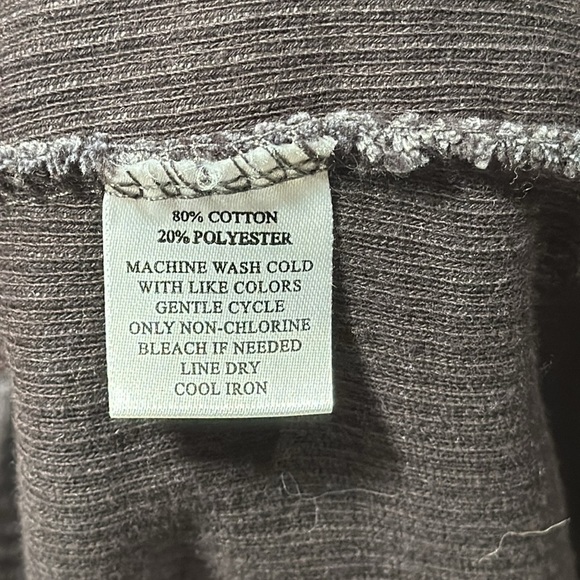 80% COTTON
20% POLYESTER
MACHINE WASH COLD
WITH LIKE COLORS
GENTLE CYCLE
ONLY NON-CHLORINE
BLEACH IF NEEDED
LINE DRY
COOL IRON